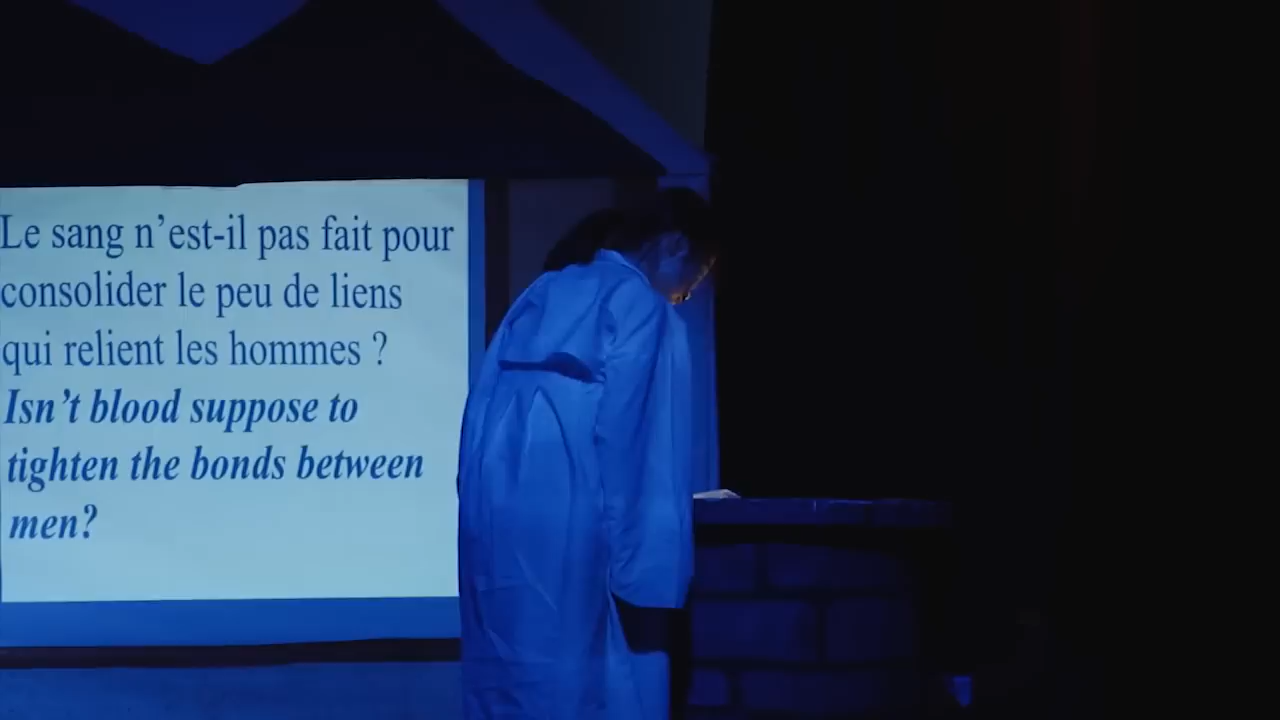 Le sang n’est-il pas fait pour
consolider le peu de liens
qui relient les hommes ?
Isn’t blood suppose to
tighten the bonds between
men?